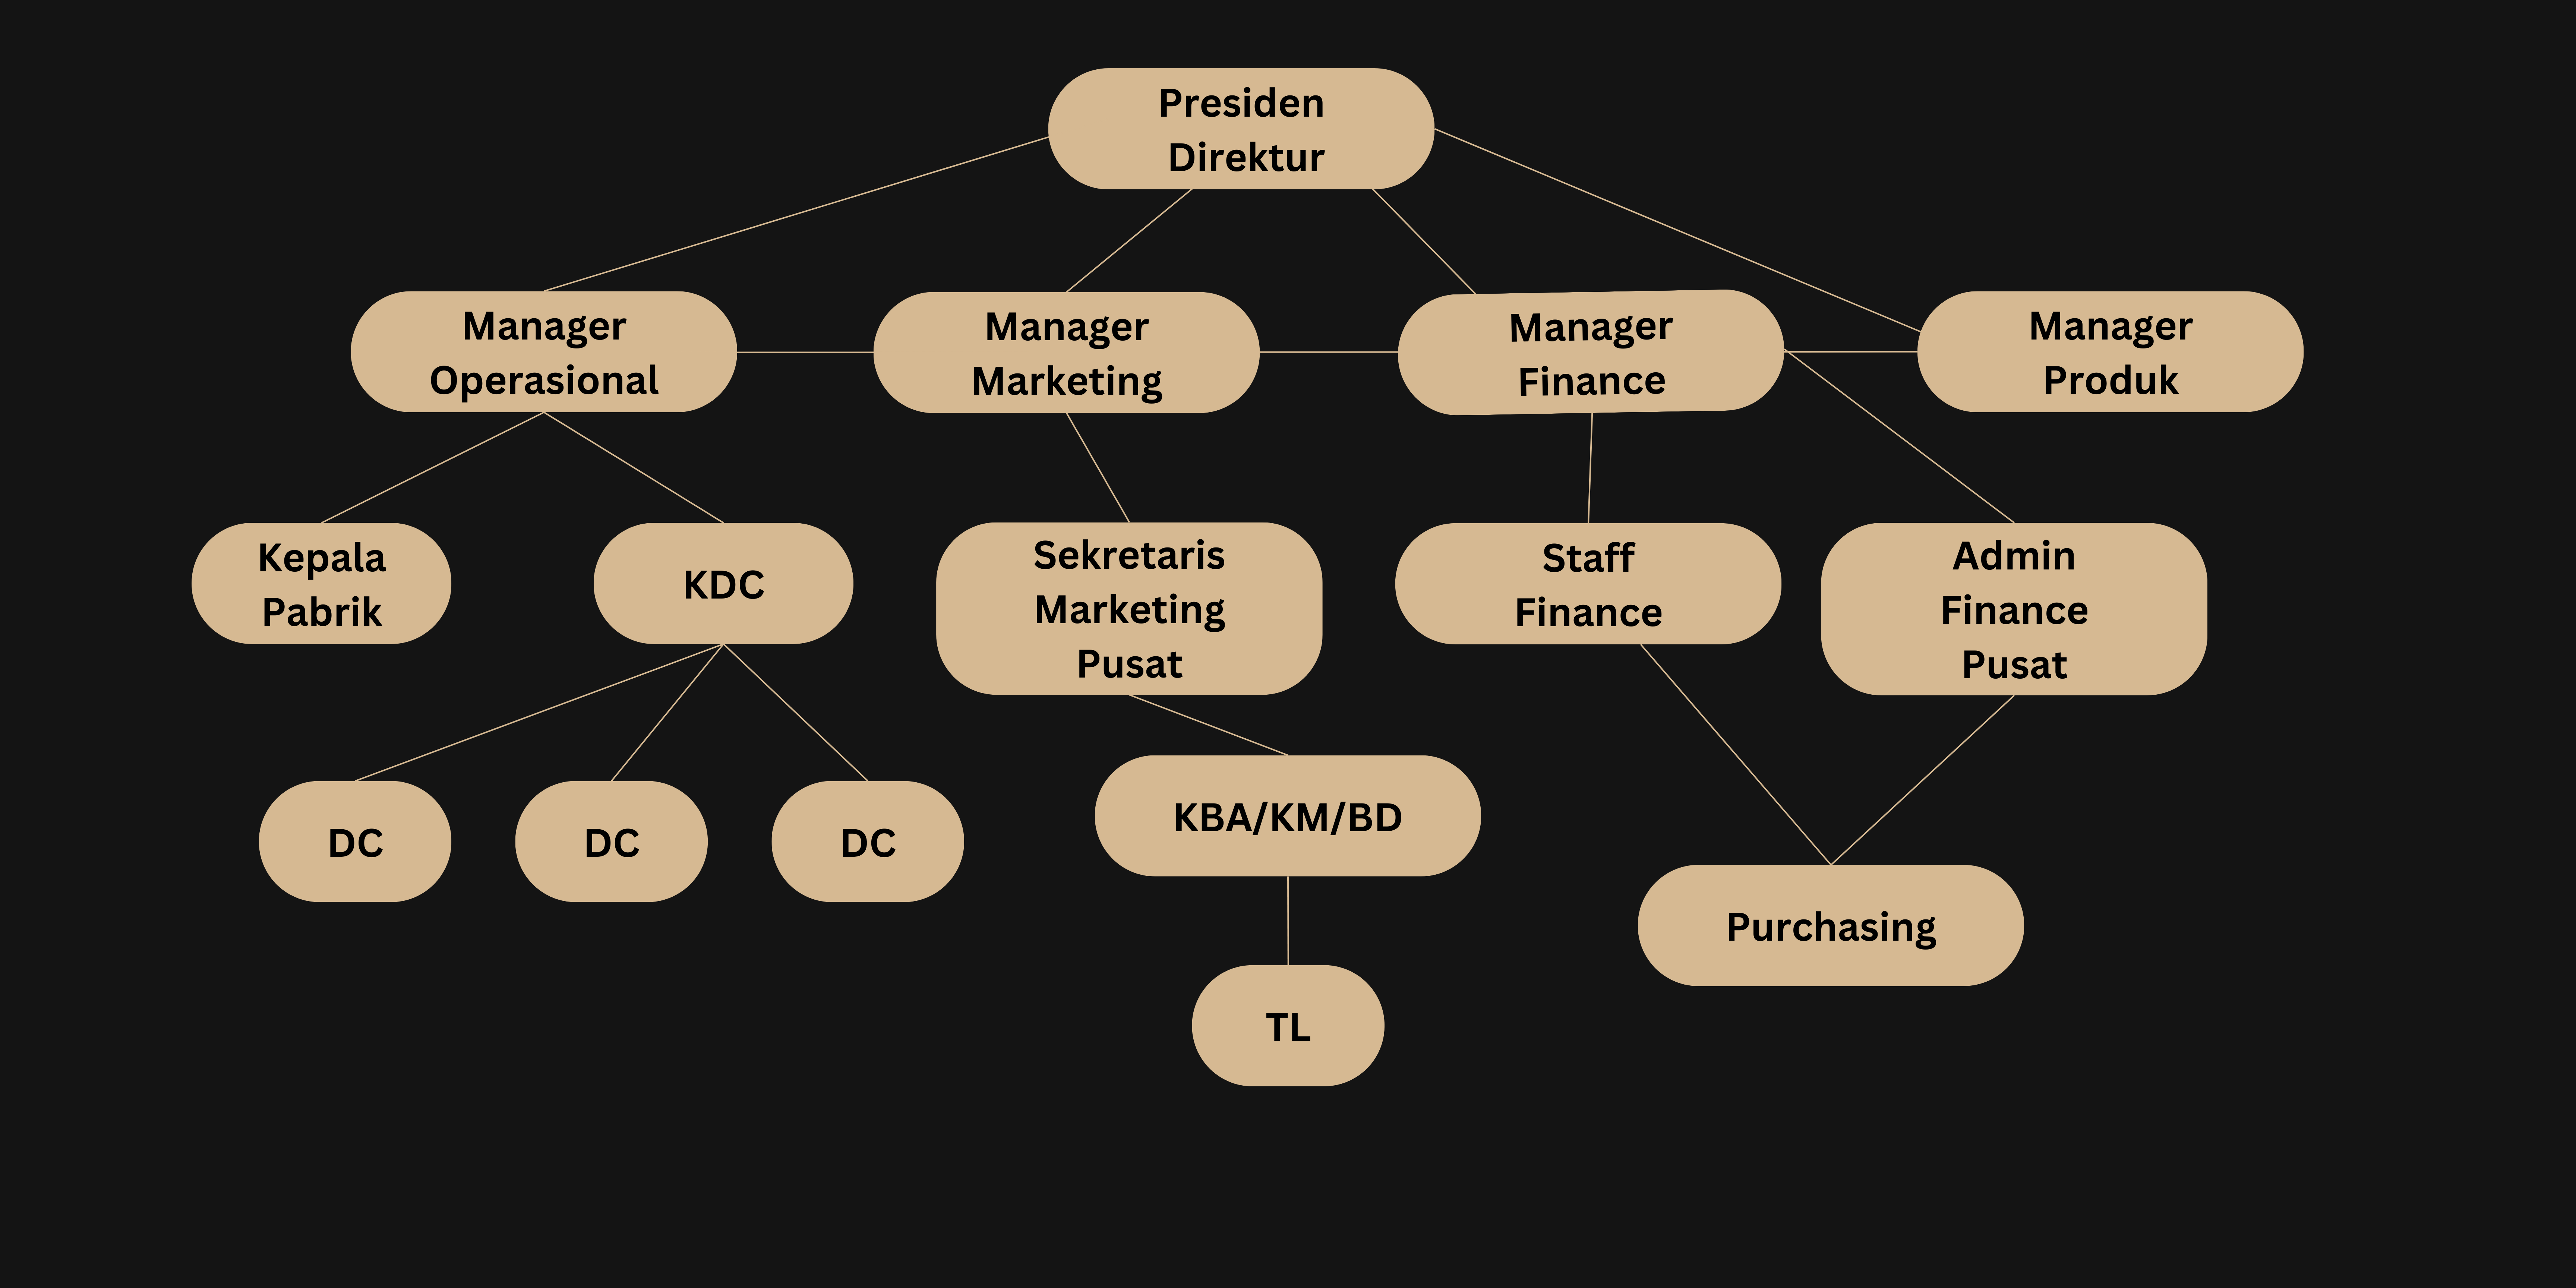 Presiden
Direktur
Manager
Operasional
Manager
Marketing
Manager
Finance
Manager
Produk
Kepala
Pabrik
KDC
Sekretaris
Marketing
Pusat
Staff
Finance
Admin
Finance
Pusat
DC
DC
DC
KBA/KM/BD
Purchasing
TL